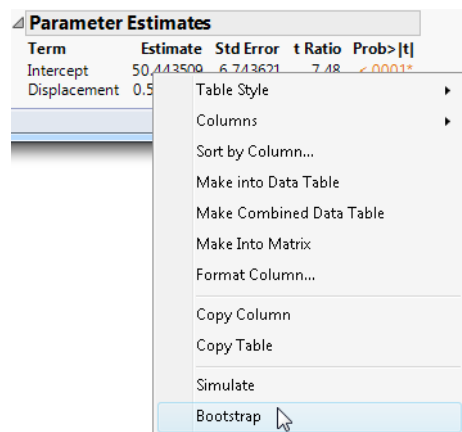 Parameter Estimates
Term Estimate Std Error t Ratio Prob>|t|
Intercept 50.443509 6.743621 7.48 <.0001*
Displacement 0.5
Table Style
Columns
Sort by Column...
Make into Data Table
Make Combined Data Table
Make Into Matrix
Format Column...
Copy Column
Copy Table
Simulate
Bootstrap